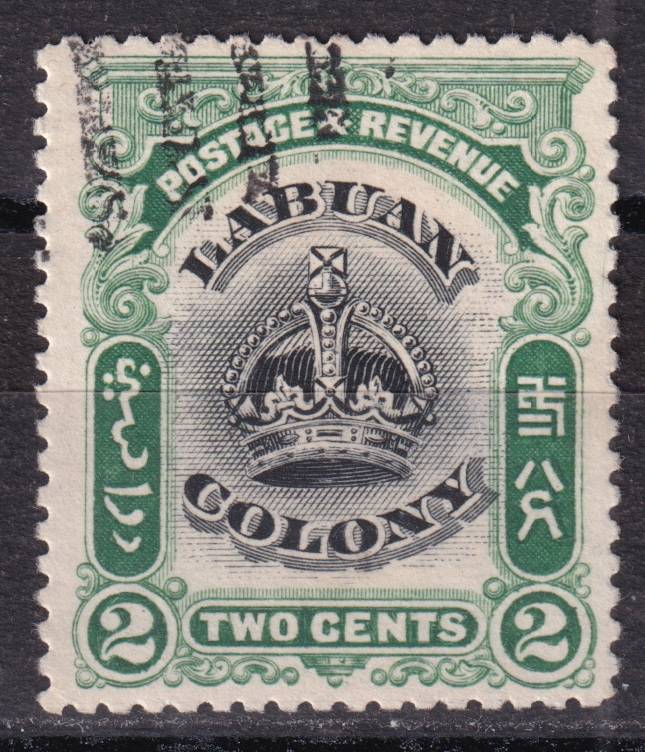 POSTAGE & REVENUE
LABUAN
COLONY
2 TWO CENTS 2